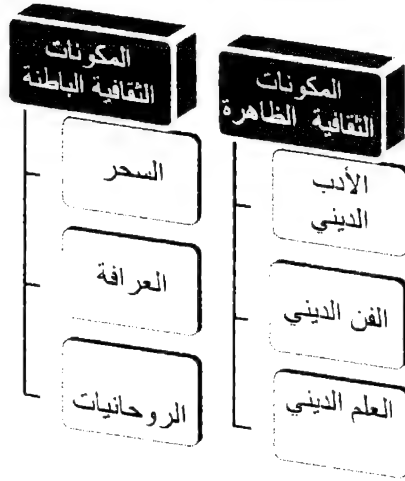 المكونات
الثقافية الظاهرة
الأدب
الديني
الفن الديني
العلم الديني
المكونات
الثقافية الباطنة
السحر
العرافة
الروحانيات